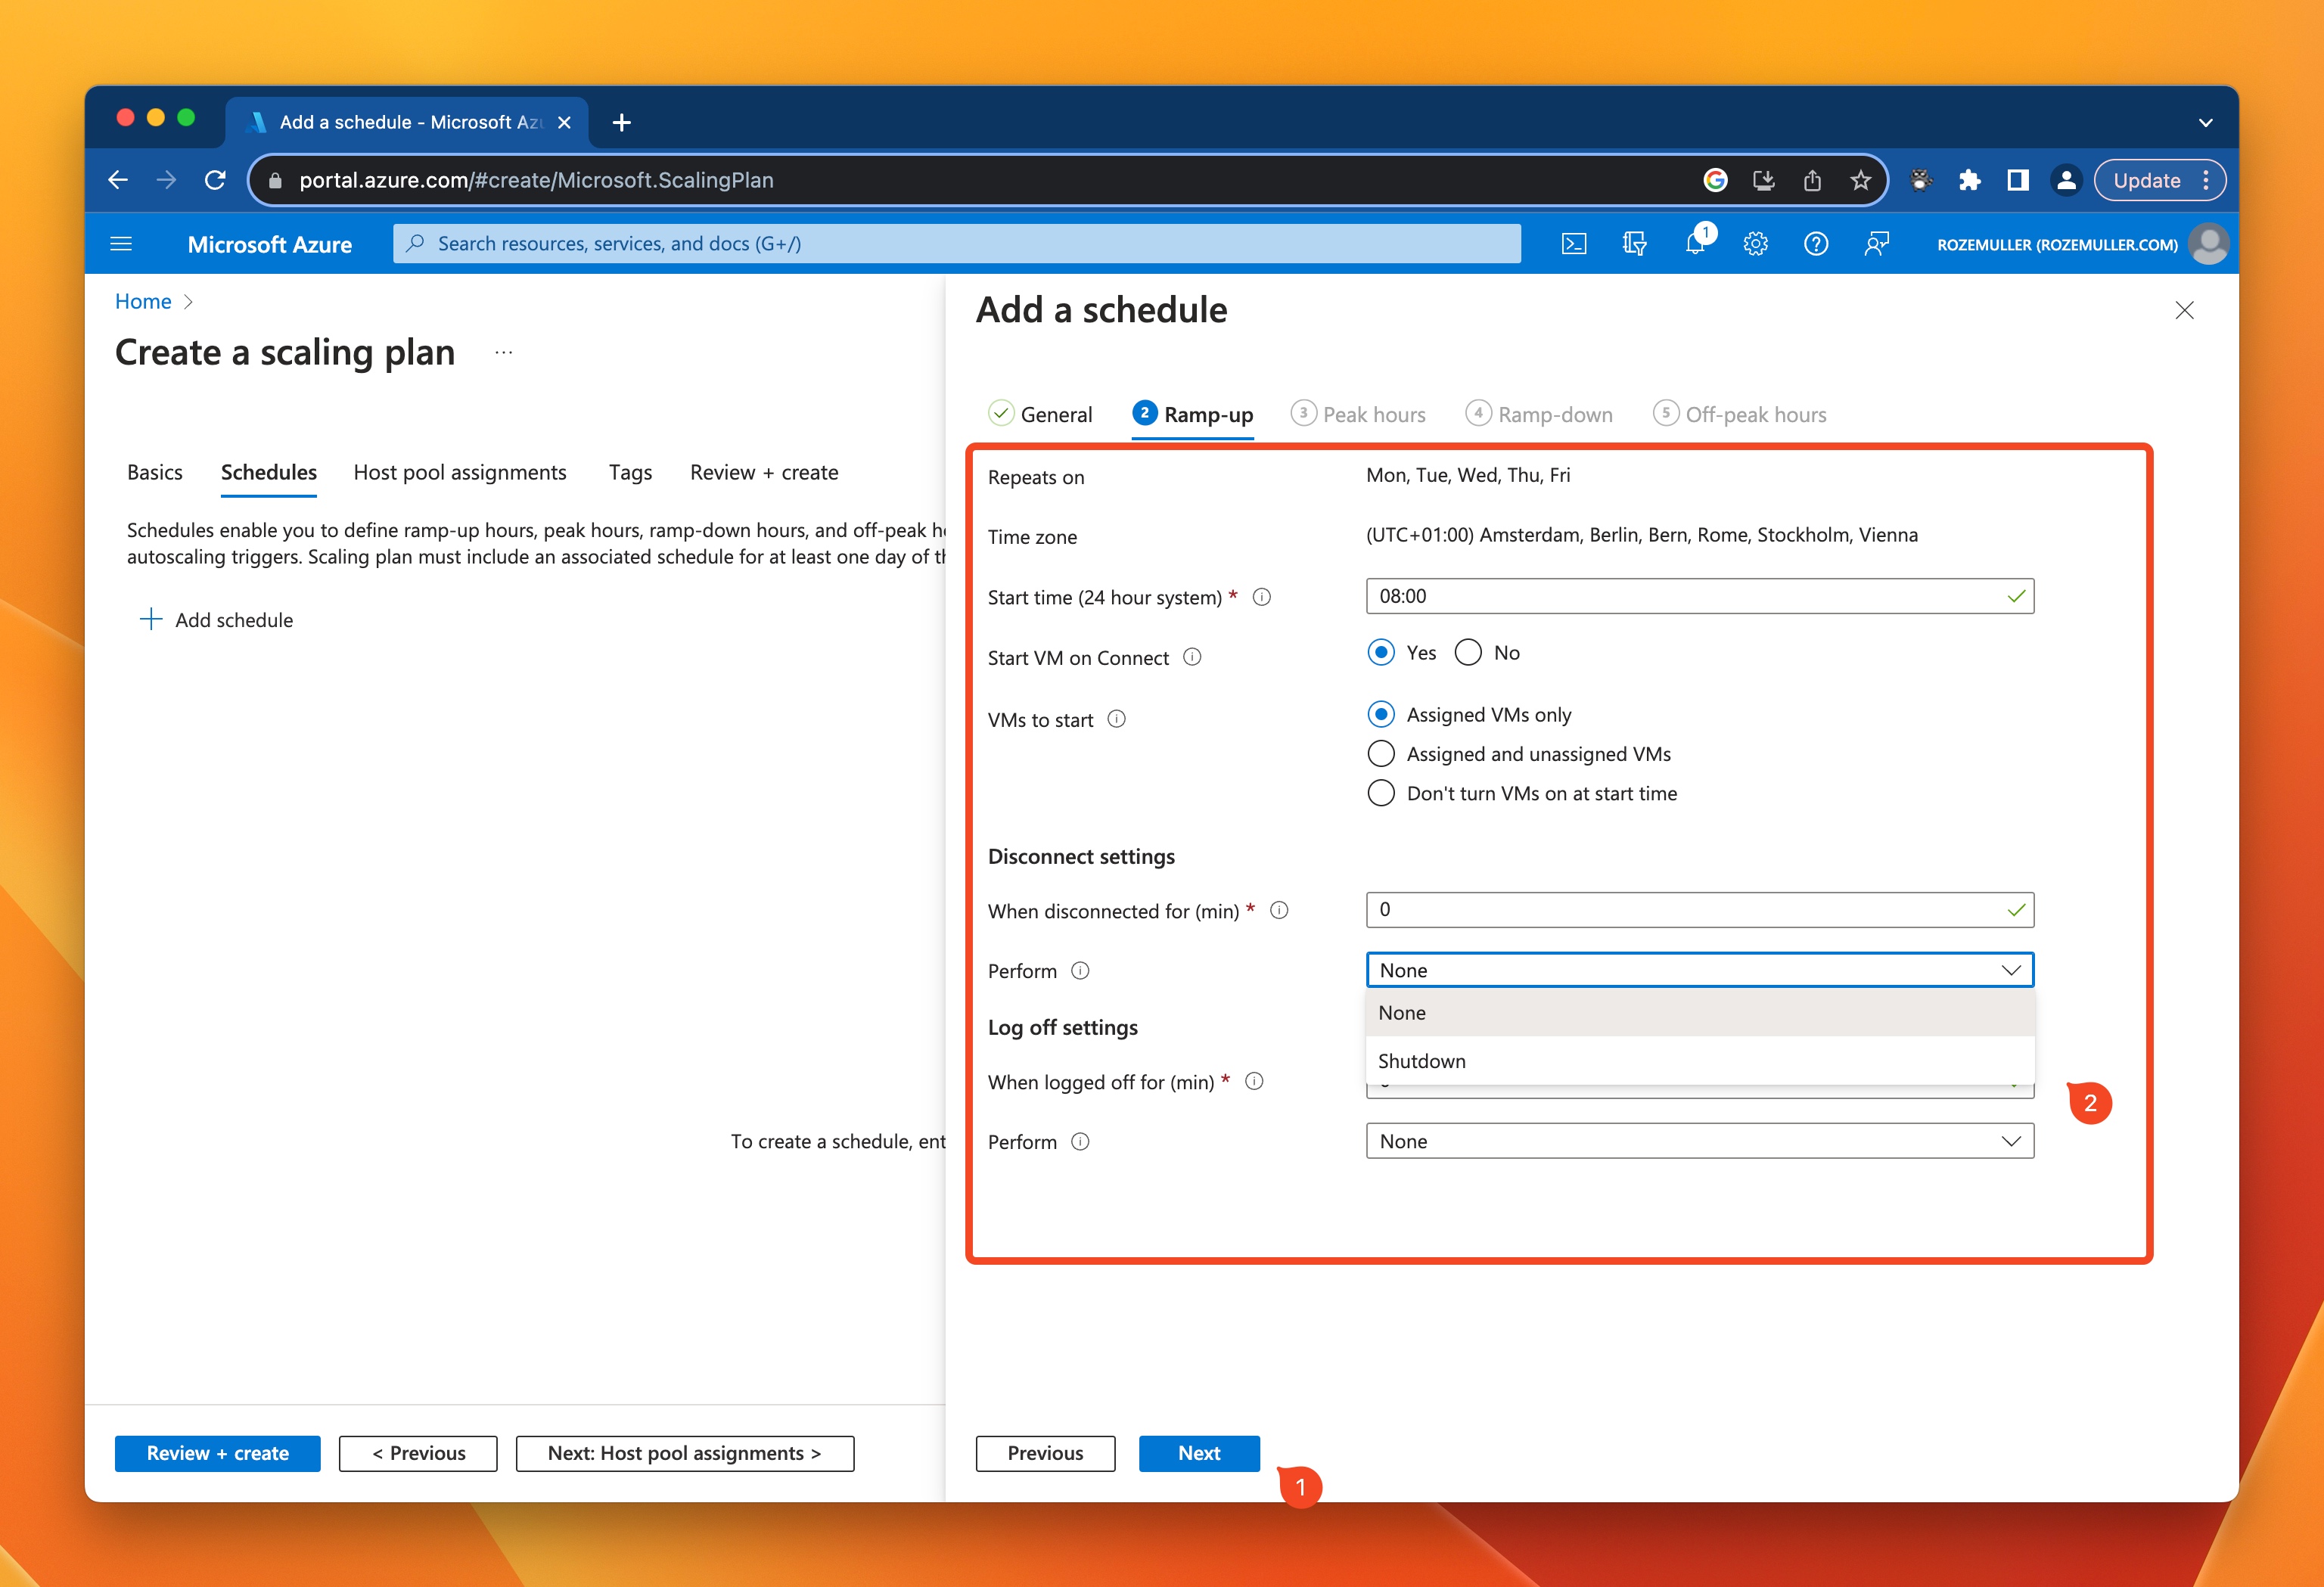 Add a schedule - Microsoft Az
portal.azure.com/#create/Microsoft.ScalingPlan
Update
Microsoft Azure
Search resources, services, and docs (G+/)
1
ROZEMULLER (ROZEMULLER.COM)
Home
Create a scaling plan
...
Basics Schedules Host pool assignments Tags Review + create
Schedules enable you to define ramp-up hours, peak hours, ramp-down hours, and off-peak
autoscaling triggers. Scaling plan must include an associated schedule for at least one day of
Add schedule
To create a schedule,
Review + create
< Previous
Next: Host pool assignments >
Add a schedule
General 2 Ramp-up 3 Peak hours 4 Ramp-down 5 Off-peak hours
Repeats on Mon, Tue, Wed, Thu, Fri
Time zone (UTC+01:00) Amsterdam, Berlin, Bern, Rome, Stockholm, Vienna
Start time (24 hour system) * 08:00
Start VM on Connect Yes No
VMs to start Assigned VMs only
Assigned and unassigned VMs
Don't turn VMs on at start time
Disconnect settings
When disconnected for (min) * 0
Perform None
None
Log off settings
Shutdown
When logged off for (min) *
2
Perform None
Previous
Next
1